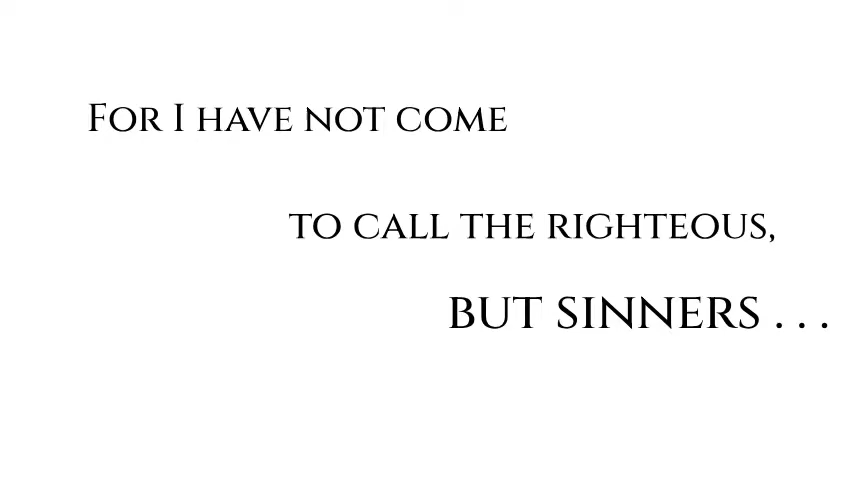 For I have not come
to call the righteous,
but sinners . . .